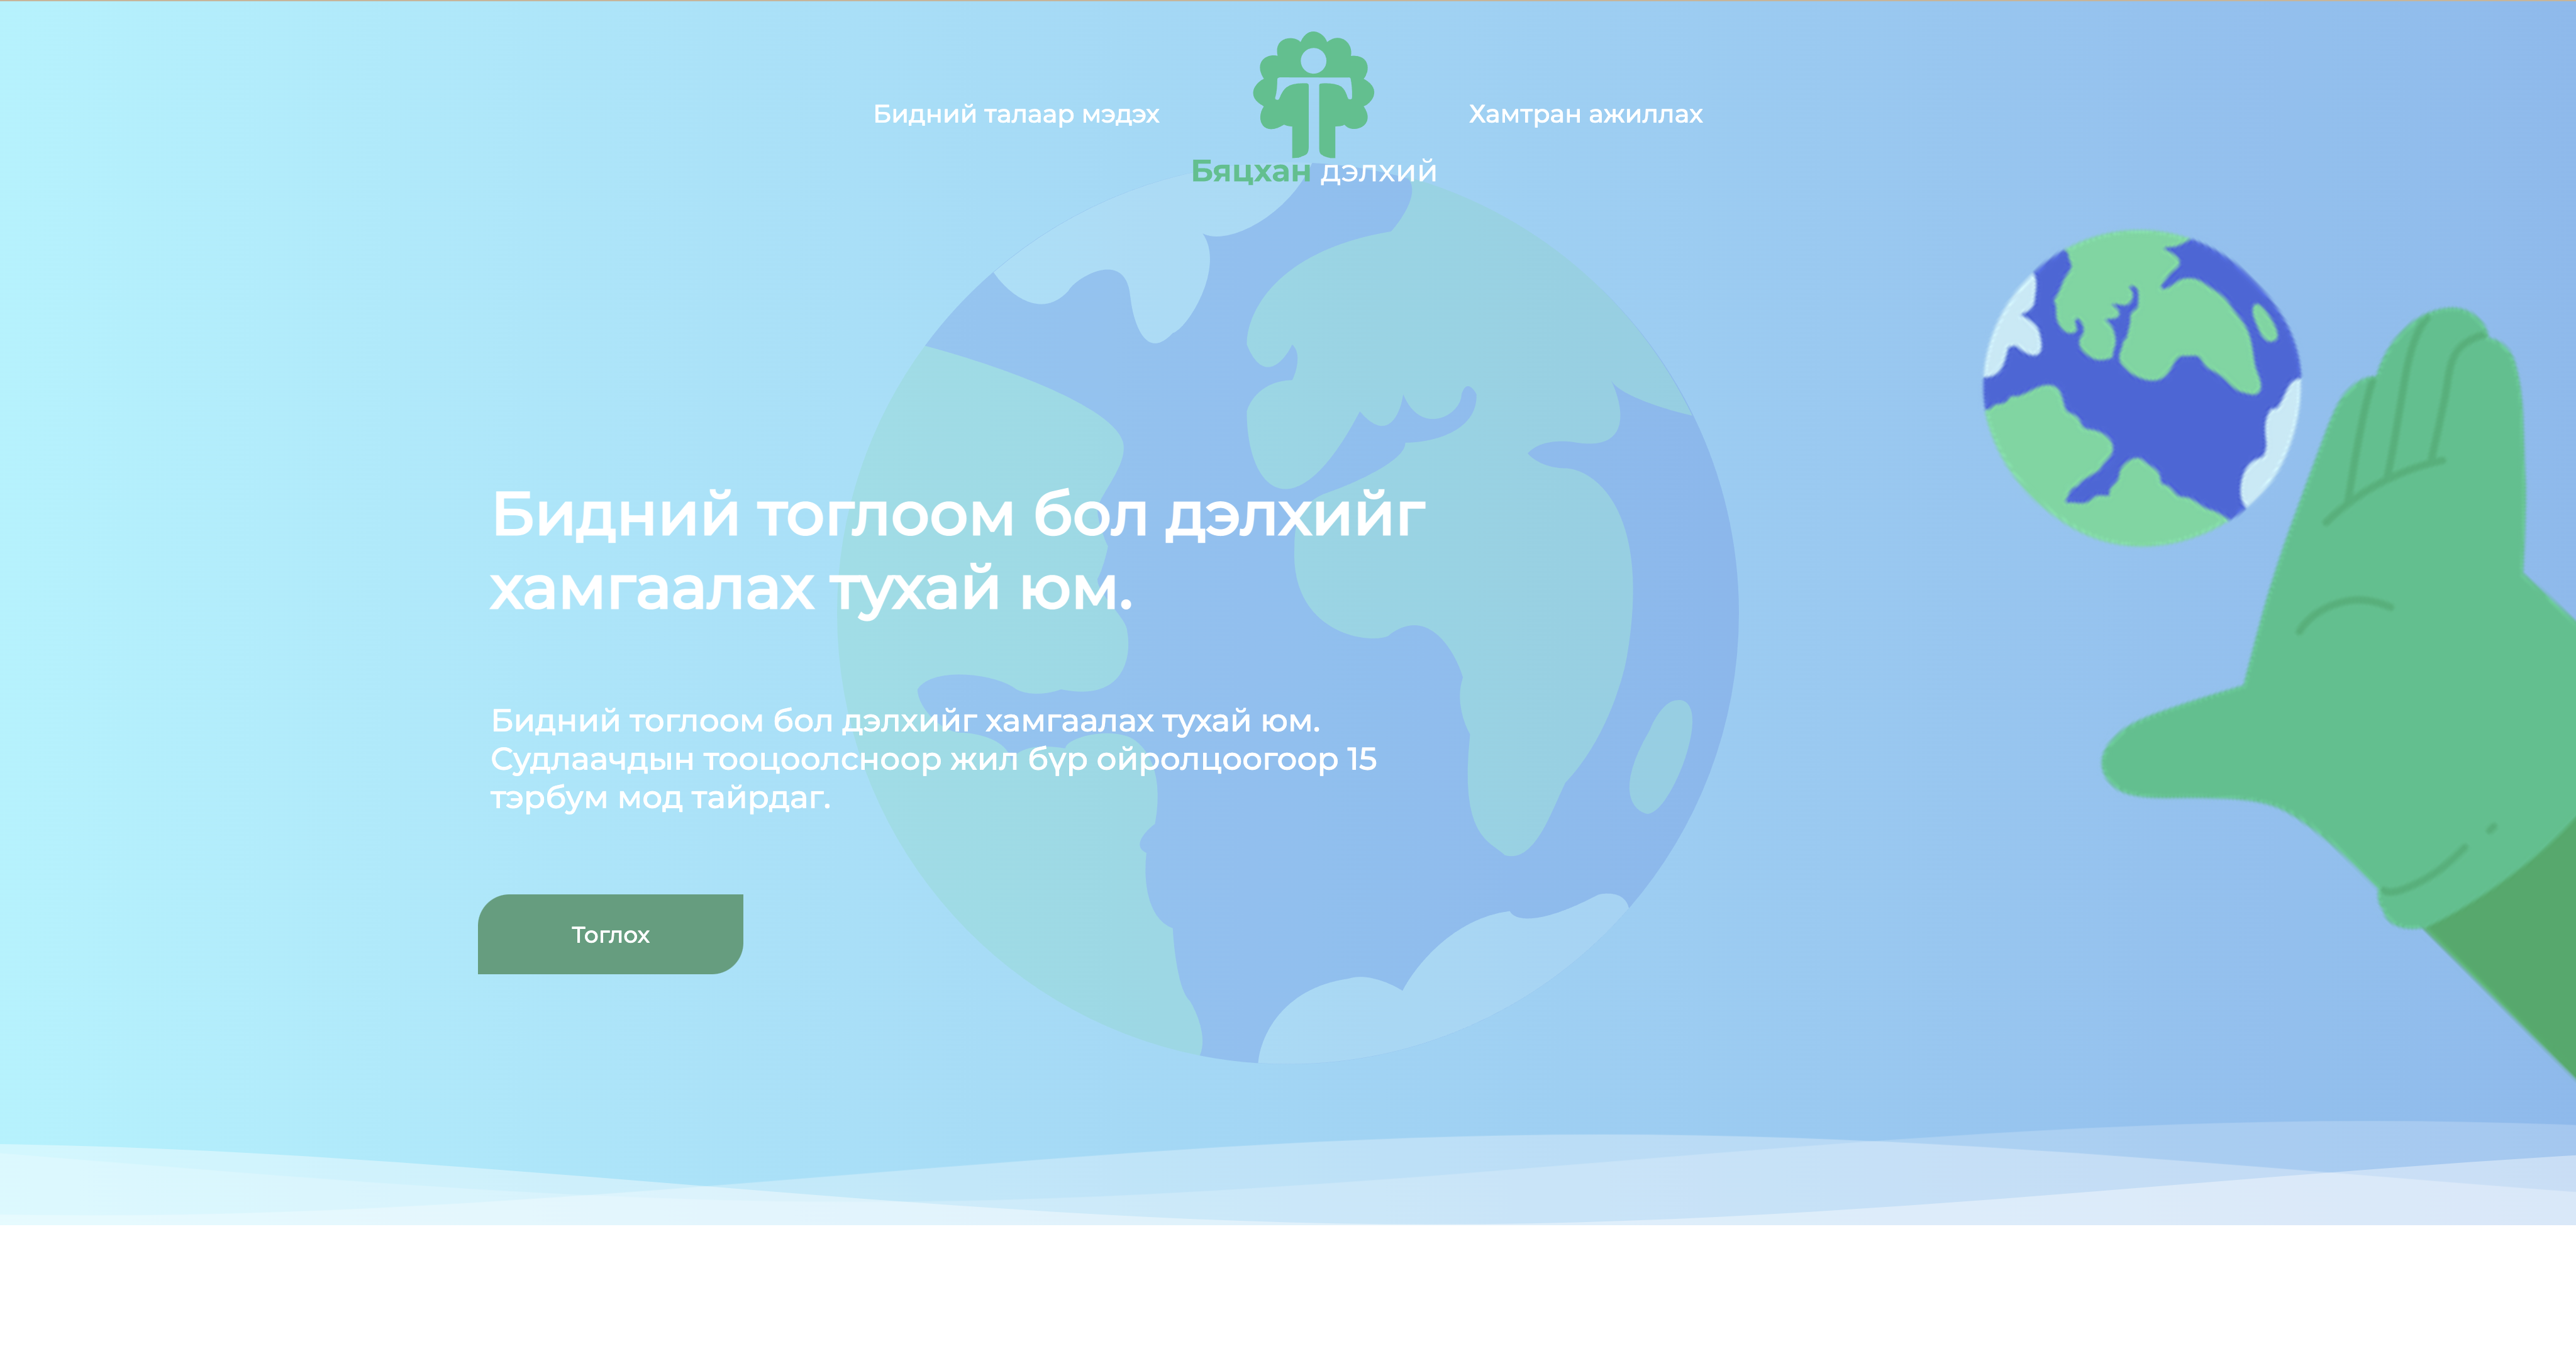 Бидний талаар мэдэх
Хамтран ажиллах
Бяцхан дэлхий
Бидний тоглоом бол дэлхийг
хамгаалах тухай юм.
Бидний тоглоом бол дэлхийг хамгаалах тухай юм.
Судлаачдын тооцоолсноор жил бүр ойролцоогоор 15
тэрбум мод тайрдаг.
Тоглох